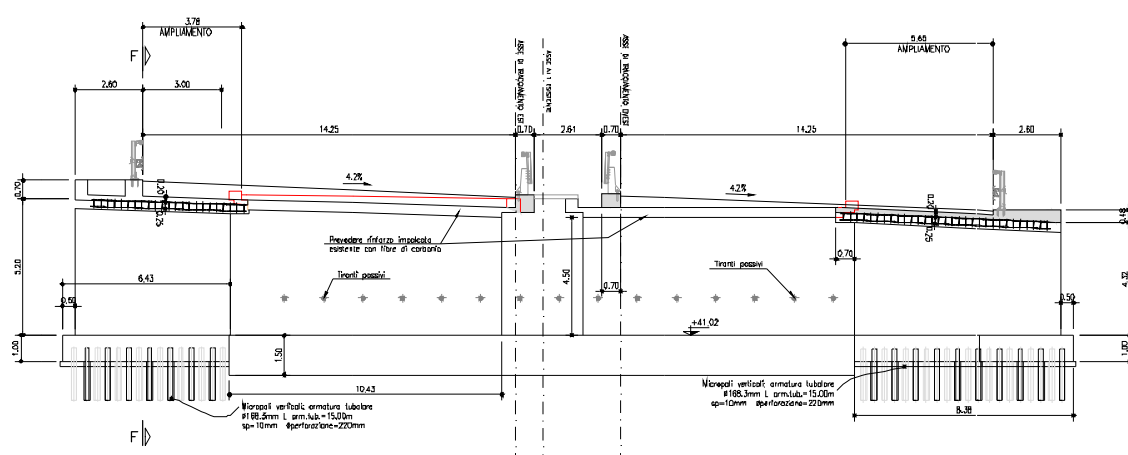 3.78
AMPLIAMENTO
5.65
AMPLIAMENTO
F
2.60
3.00
ASSE DI TRACCIAMENTO EST
ASSE DI TRACCIAMENTO OVEST
14.25
0.70
2.61
0.70
14.25
2.60
0.70
0.20
0.25
4.2%
4.2%
0.20
0.25
Prevedere rinforzo impalcato
esistente con fibre di carbonio
0.70
5.20
6.43
Tiranti passivi
4.50
0.70
Tiranti passivi
4.32
0.50
0.50
+41.02
1.00
1.50
1.00
10.43
Micropali verticali: armatura tubolare
ø168.3mm L arm.tub.=15.00m
sp=10mm øperforazione=220mm
Micropali verticali: armatura tubolare
ø168.3mm L arm.tub.=15.00m
sp=10mm øperforazione=220mm
8.38
F